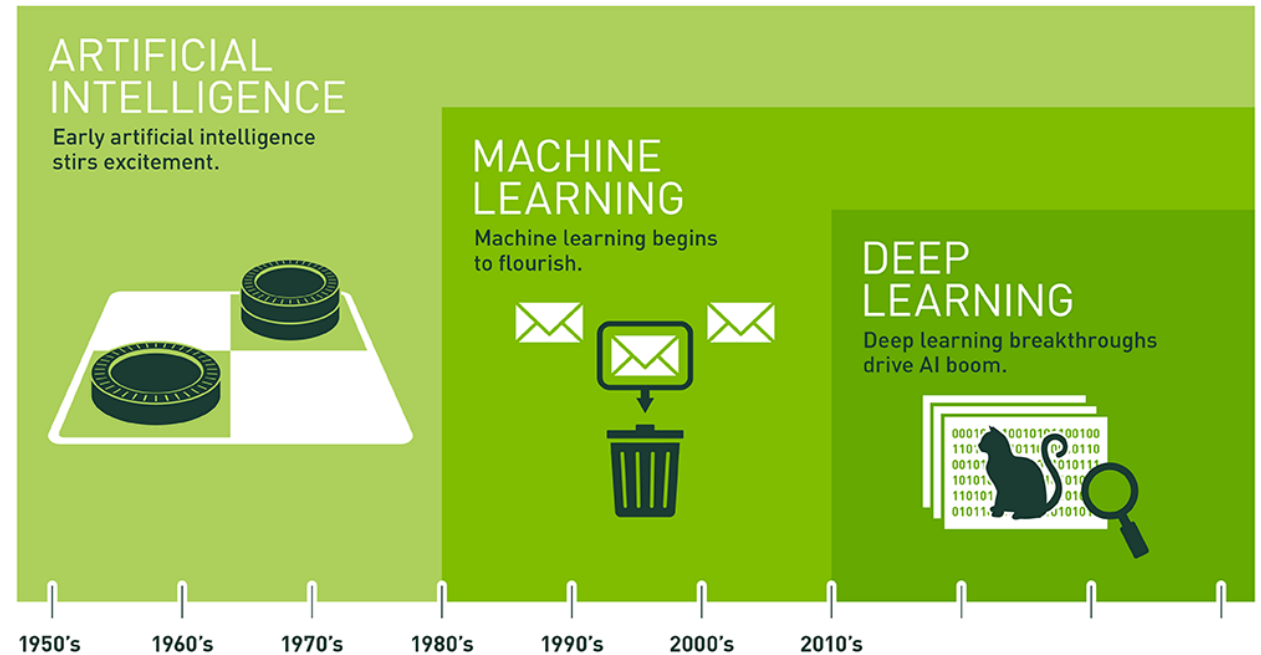 ARTIFICIAL
INTELLIGENCE
Early artificial intelligence
stirs excitement.
MACHINE
LEARNING
Machine learning begins
to flourish.
DEEP
LEARNING
Deep learning breakthroughs
drive AI boom.
1950's
1960's
1970's
1980's
1990's
2000's
2010's